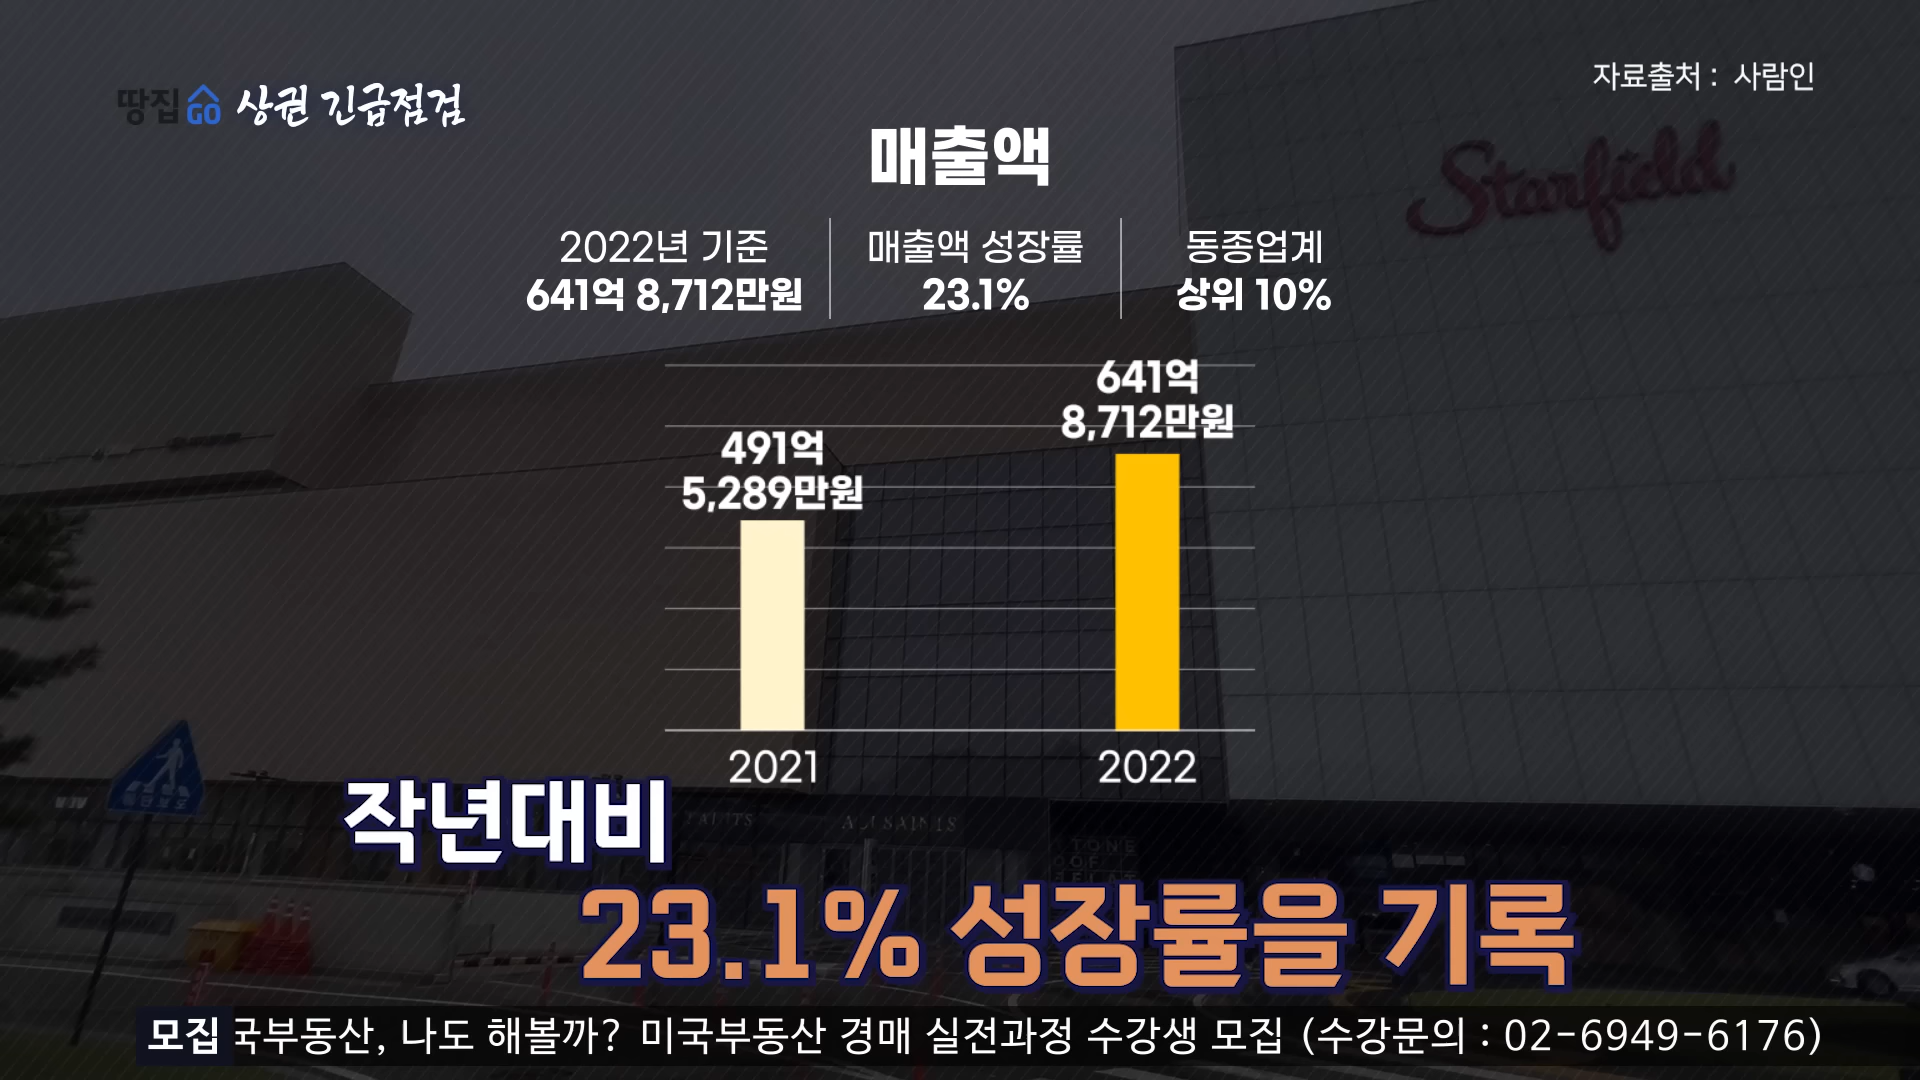 땅집GO 상권 긴급점검
자료출처 : 사람인
Starfield
매출액
2022년 기준
641억 8,712만원
매출액 성장률
23.1%
동종업계
상위 10%
641억
8,712만원
491억
5,289만원
2021
2022
작년대비
ALLSAINTS
TONE
OF
23.1% 성장률을 기록
모집 국부동산, 나도 해볼까? 미국부동산 경매 실전과정 수강생 모집 (수강문의 : 02-6949-6176)